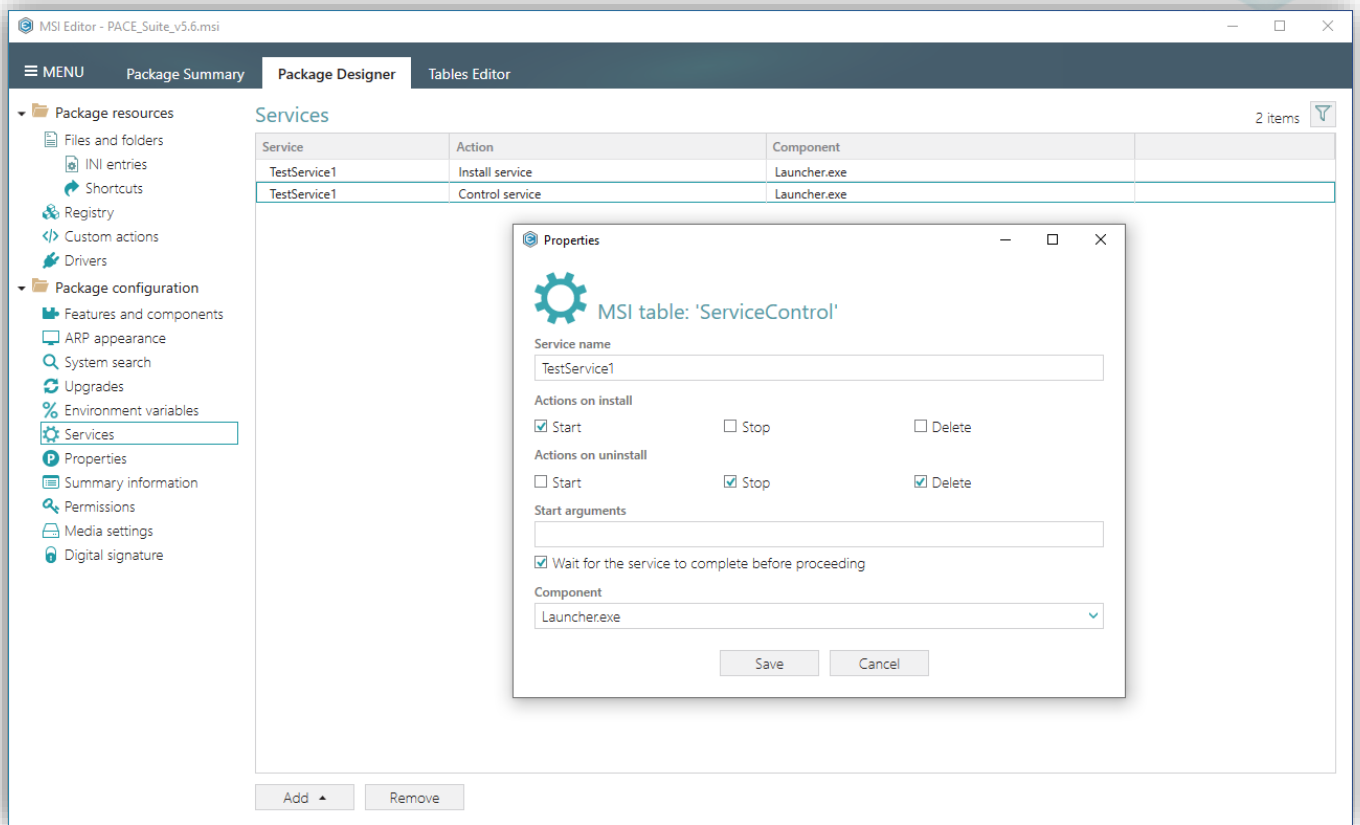 MSI Editor - PACE_Suite_v5.6.msi
MENU Package Summary Package Designer Tables Editor
Package resources
Files and folders
INI entries
Shortcuts
Registry
Custom actions
Drivers
Package configuration
Features and components
ARP appearance
System search
Upgrades
Environment variables
Services
Properties
Summary information
Permissions
Media settings
Digital signature
Services
2 items
Service Action Component
TestService1 Install service Launcher.exe
TestService1 Control service Launcher.exe
Properties
MSI table: 'ServiceControl'
Service name
TestService1
Actions on install
Start Stop Delete
Actions on uninstall
Start Stop Delete
Start arguments
Wait for the service to complete before proceeding
Component
Launcher.exe
Save Cancel
Add Remove